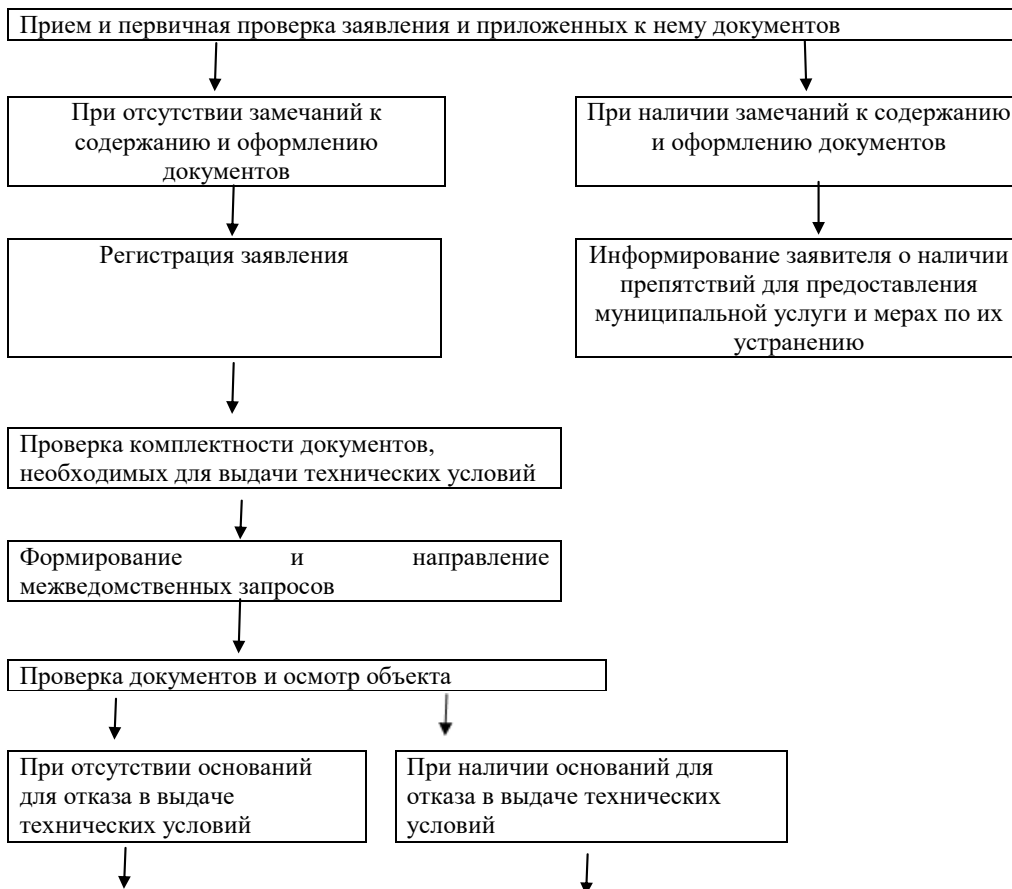 Прием и первичная проверка заявления и приложенных к нему документов
При отсутствии замечаний к
содержанию и оформлению
документов
При наличии замечаний к содержанию
и оформлению документов
Регистрация заявления
Информирование заявителя о наличии
препятствий для предоставления
муниципальной услуги и мерах по их
устранению
Проверка комплектности документов,
необходимых для выдачи технических условий
Формирование и направление
межведомственных запросов
Проверка документов и осмотр объекта
При отсутствии оснований
для отказа в выдаче
технических условий
При наличии оснований для
отказа в выдаче технических
условий